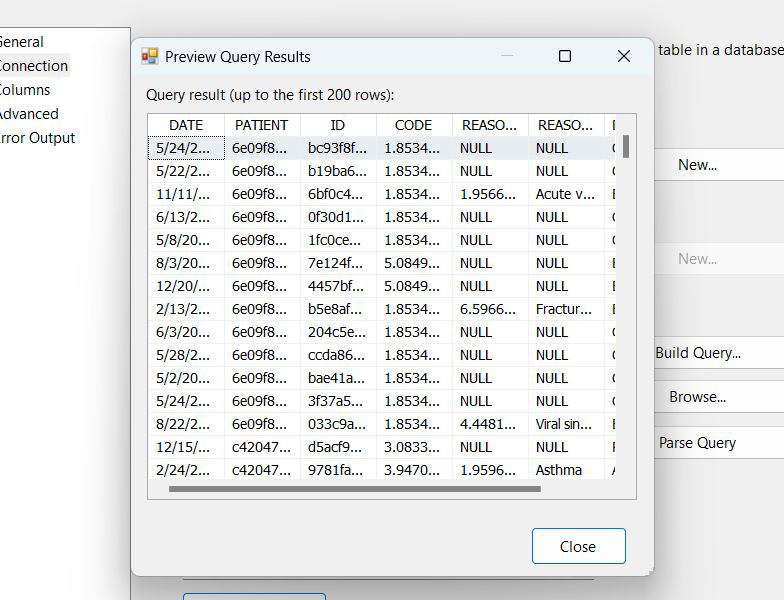 General
Connection
Columns
Advanced
Error Output
table in a database
Preview Query Results
Query result (up to the first 200 rows):
DATE PATIENT ID CODE REASO... REASO...
5/24/2... 6e09f8... bc93f8f... 1.8534... NULL NULL
5/22/2... 6e09f8... b19ba6... 1.8534... NULL NULL
11/11/... 6e09f8... 6bf0c4... 1.8534... 1.9566... Acute v...
6/13/2... 6e09f8... 0f30d1... 1.8534... NULL NULL
5/8/20... 6e09f8... 1fc0ce... 1.8534... NULL NULL
8/3/20... 6e09f8... 7e124f... 5.0849... NULL NULL
12/20/... 6e09f8... 4457bf... 5.0849... NULL NULL
2/13/2... 6e09f8... b5e8af... 1.8534... 6.5966... Fractur...
6/3/20... 6e09f8... 204c5e... 1.8534... NULL NULL
5/28/2... 6e09f8... ccda86... 1.8534... NULL NULL
5/2/20... 6e09f8... bae41a... 1.8534... NULL NULL
5/24/2... 6e09f8... 3f37a5... 1.8534... NULL NULL
8/22/2... 6e09f8... 033c9a... 1.8534... 4.4481... Viral sin...
12/15/... c42047... d5acf9... 3.0833... NULL NULL
2/24/2... c42047... 9781fa... 3.9470... 1.9596... Asthma
Close
New...
New...
Build Query...
Browse...
Parse Query